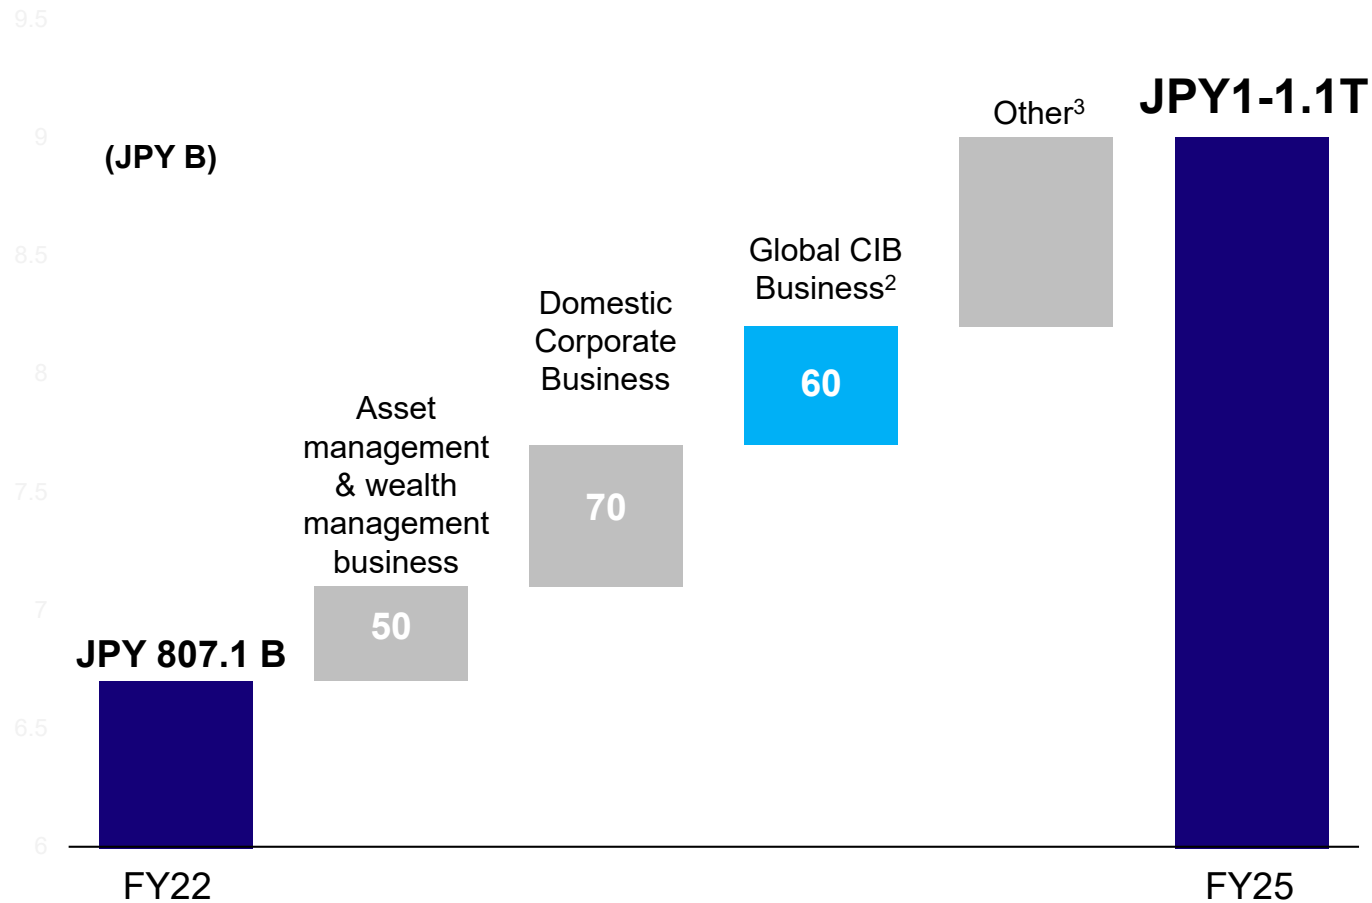 9.5
JPY1-1.1T
Other³
9
(JPY B)
8.5
Global CIB
Business²
Domestic
Corporate
Business
8
60
Asset
management
& wealth
management
business
7.5
70
7
50
JPY 807.1 B
6.5
6
FY22
FY25